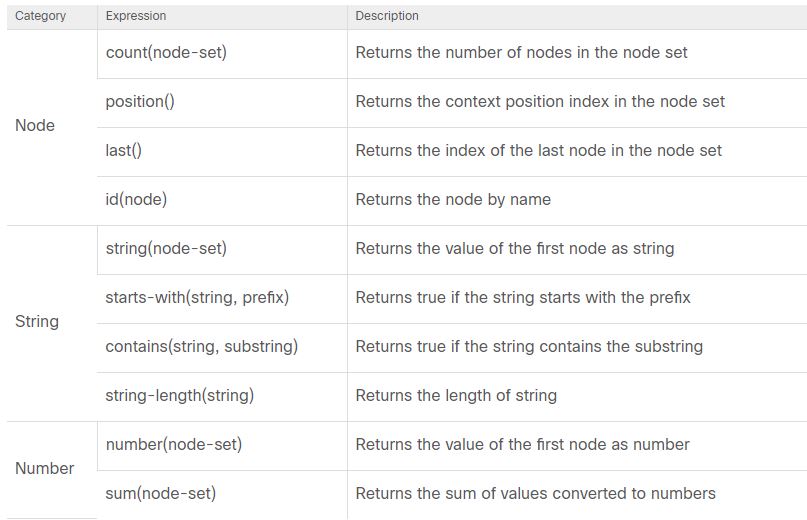 Category Expression Description
count(node-set) Returns the number of nodes in the node set
position() Returns the context position index in the node set
Node
last() Returns the index of the last node in the node set
id(node) Returns the node by name
string(node-set) Returns the value of the first node as string
starts-with(string, prefix) Returns true if the string starts with the prefix
String
contains(string, substring) Returns true if the string contains the substring
string-length(string) Returns the length of string
number(node-set) Returns the value of the first node as number
Number
sum(node-set) Returns the sum of values converted to numbers